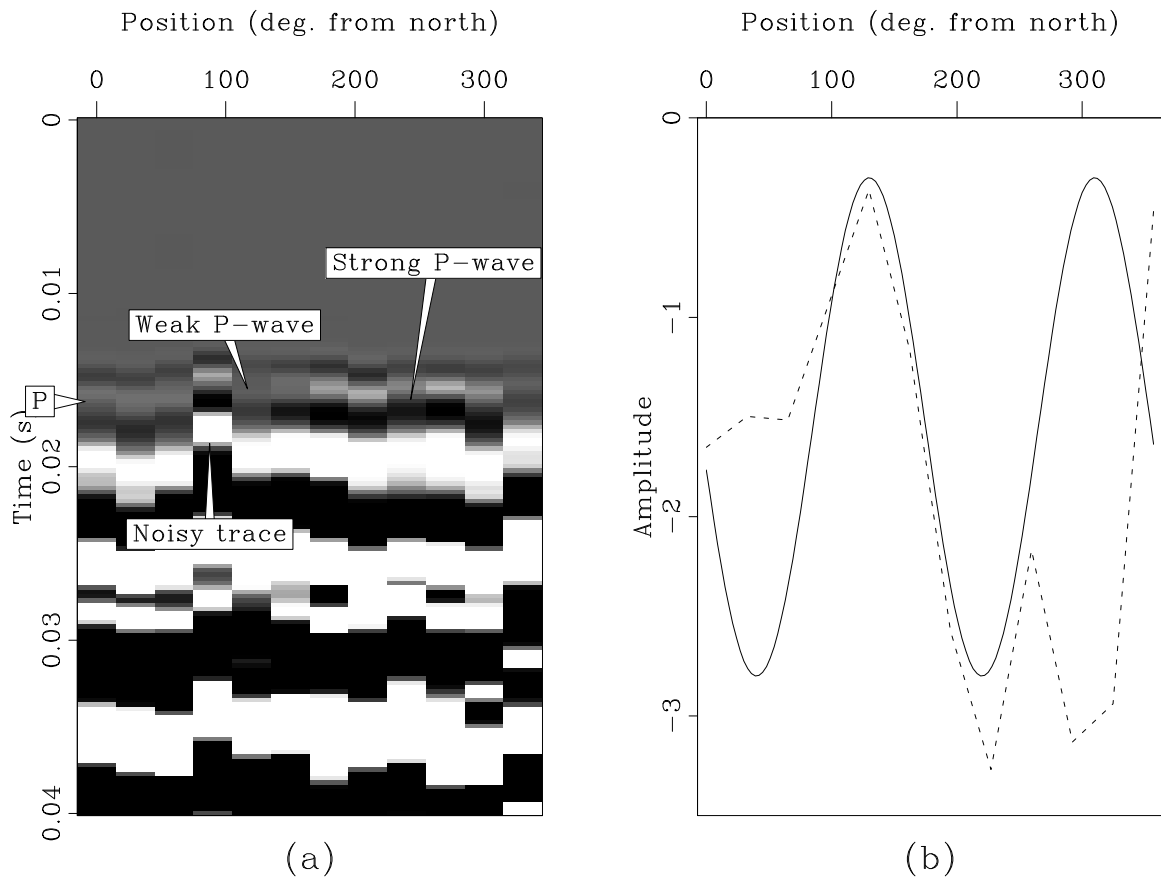 Position (deg. from north)
0 100 200 300
0
0.01
0.02
0.03
0.04
Time (s
Strong P-wave
Weak P-wave
P
Noisy trace
(a)
Position (deg. from north)
0 100 200 300
0
-1
-2
-3
Amplitude
(b)